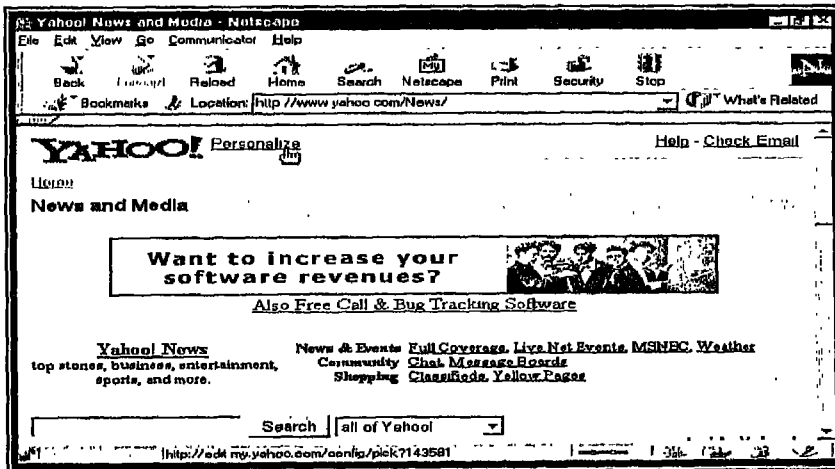 Yahoo! News and Media - Netscape
File Edit View Go Communicator Help
Back Forward Reload Home Search Netscape Print Security Stop
Bookmarks Location: http://www.yahoo.com/News/ What's Related
YAHOO! Personalize Help - Check Email
Home
News and Media
Want to increase your
software revenues?
Also Free Call & Bug Tracking Software
Yahoo! News
top stories, business, entertainment,
sports, and more.
News & Events Full Coverage, Live Net Events, MSNBC, Weather
Community Chat, Message Boards
Shopping Classifieds, Yellow Pages
Search all of Yahoo!
http://edit.my.yahoo.com/config/pick?143581